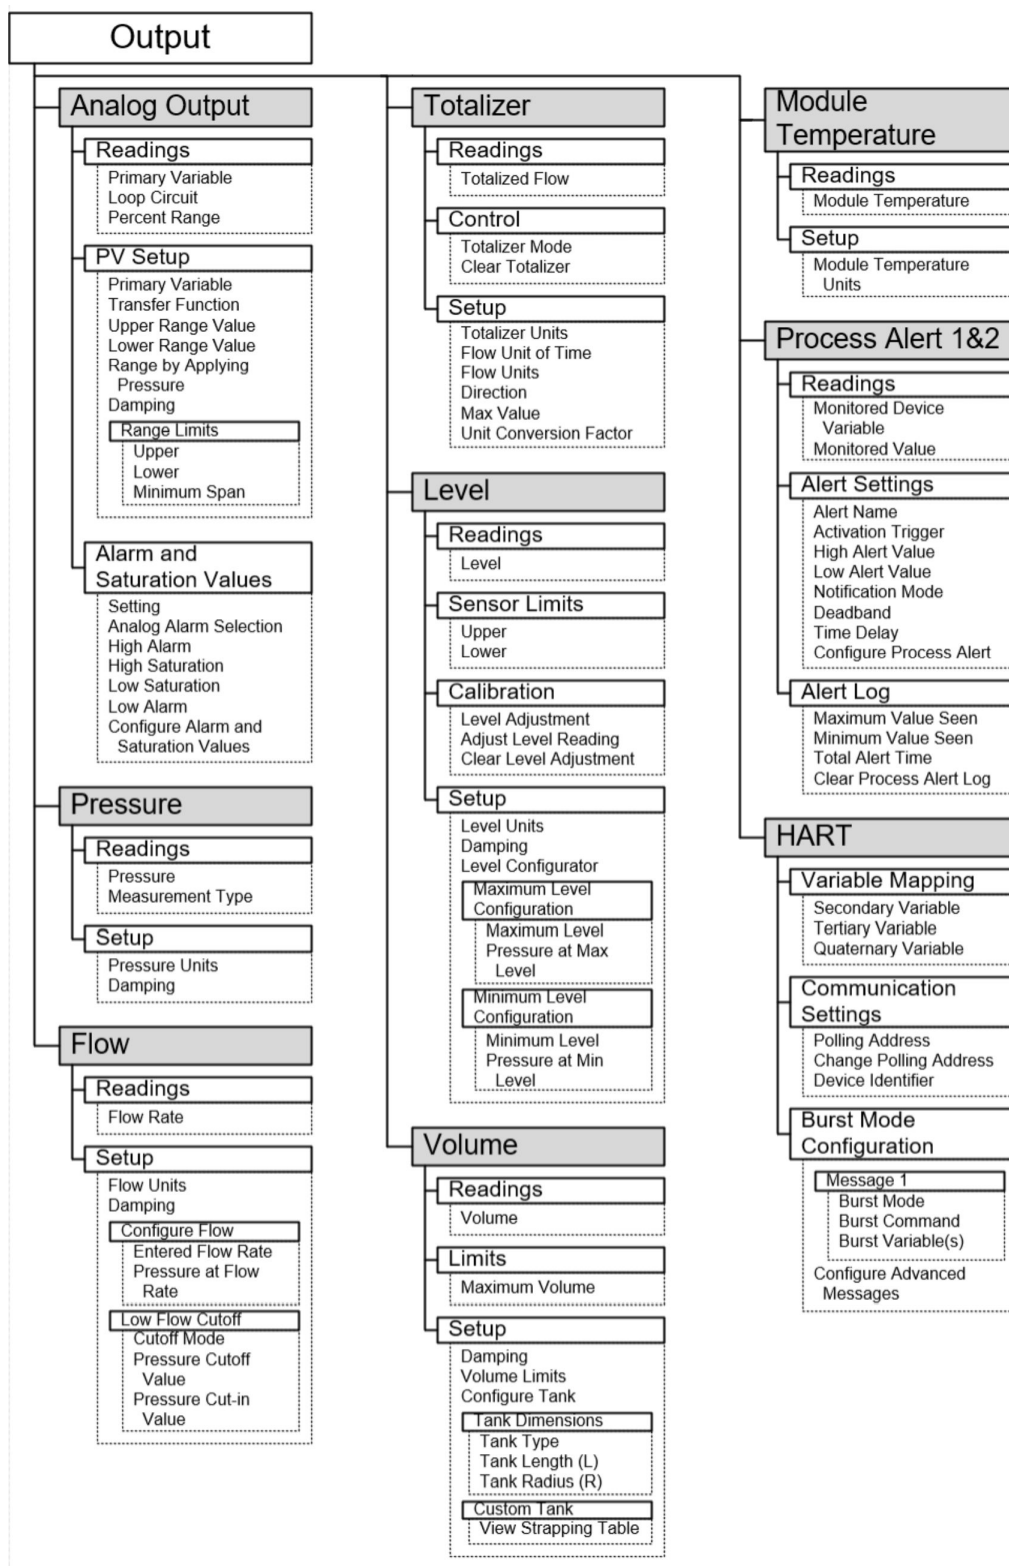 Output
Analog Output
Readings
Primary Variable
Loop Circuit
Percent Range
PV Setup
Primary Variable
Transfer Function
Upper Range Value
Lower Range Value
Range by Applying
Pressure
Damping
Range Limits
Upper
Lower
Minimum Span
Alarm and
Saturation Values
Setting
Analog Alarm Selection
High Alarm
High Saturation
Low Saturation
Low Alarm
Configure Alarm and
Saturation Values
Pressure
Readings
Pressure
Measurement Type
Setup
Pressure Units
Damping
Flow
Readings
Flow Rate
Setup
Flow Units
Damping
Configure Flow
Entered Flow Rate
Pressure at Flow
Rate
Low Flow Cutoff
Cutoff Mode
Pressure Cutoff
Value
Pressure Cut-in
Value
Totalizer
Readings
Totalized Flow
Control
Totalizer Mode
Clear Totalizer
Setup
Totalizer Units
Flow Unit of Time
Flow Units
Direction
Max Value
Unit Conversion Factor
Level
Readings
Level
Sensor Limits
Upper
Lower
Calibration
Level Adjustment
Adjust Level Reading
Clear Level Adjustment
Setup
Level Units
Damping
Level Configurator
Maximum Level
Configuration
Maximum Level
Pressure at Max
Level
Minimum Level
Configuration
Minimum Level
Pressure at Min
Level
Volume
Readings
Volume
Limits
Maximum Volume
Setup
Damping
Volume Limits
Configure Tank
Tank Dimensions
Tank Type
Tank Length (L)
Tank Radius (R)
Custom Tank
View Strapping Table
Module
Temperature
Readings
Module Temperature
Setup
Module Temperature
Units
Process Alert 1&2
Readings
Monitored Device
Variable
Monitored Value
Alert Settings
Alert Name
Activation Trigger
High Alert Value
Low Alert Value
Notification Mode
Deadband
Time Delay
Configure Process Alert
Alert Log
Maximum Value Seen
Minimum Value Seen
Total Alert Time
Clear Process Alert Log
HART
Variable Mapping
Secondary Variable
Tertiary Variable
Quaternary Variable
Communication
Settings
Polling Address
Change Polling Address
Device Identifier
Burst Mode
Configuration
Message 1
Burst Mode
Burst Command
Burst Variable(s)
Configure Advanced
Messages